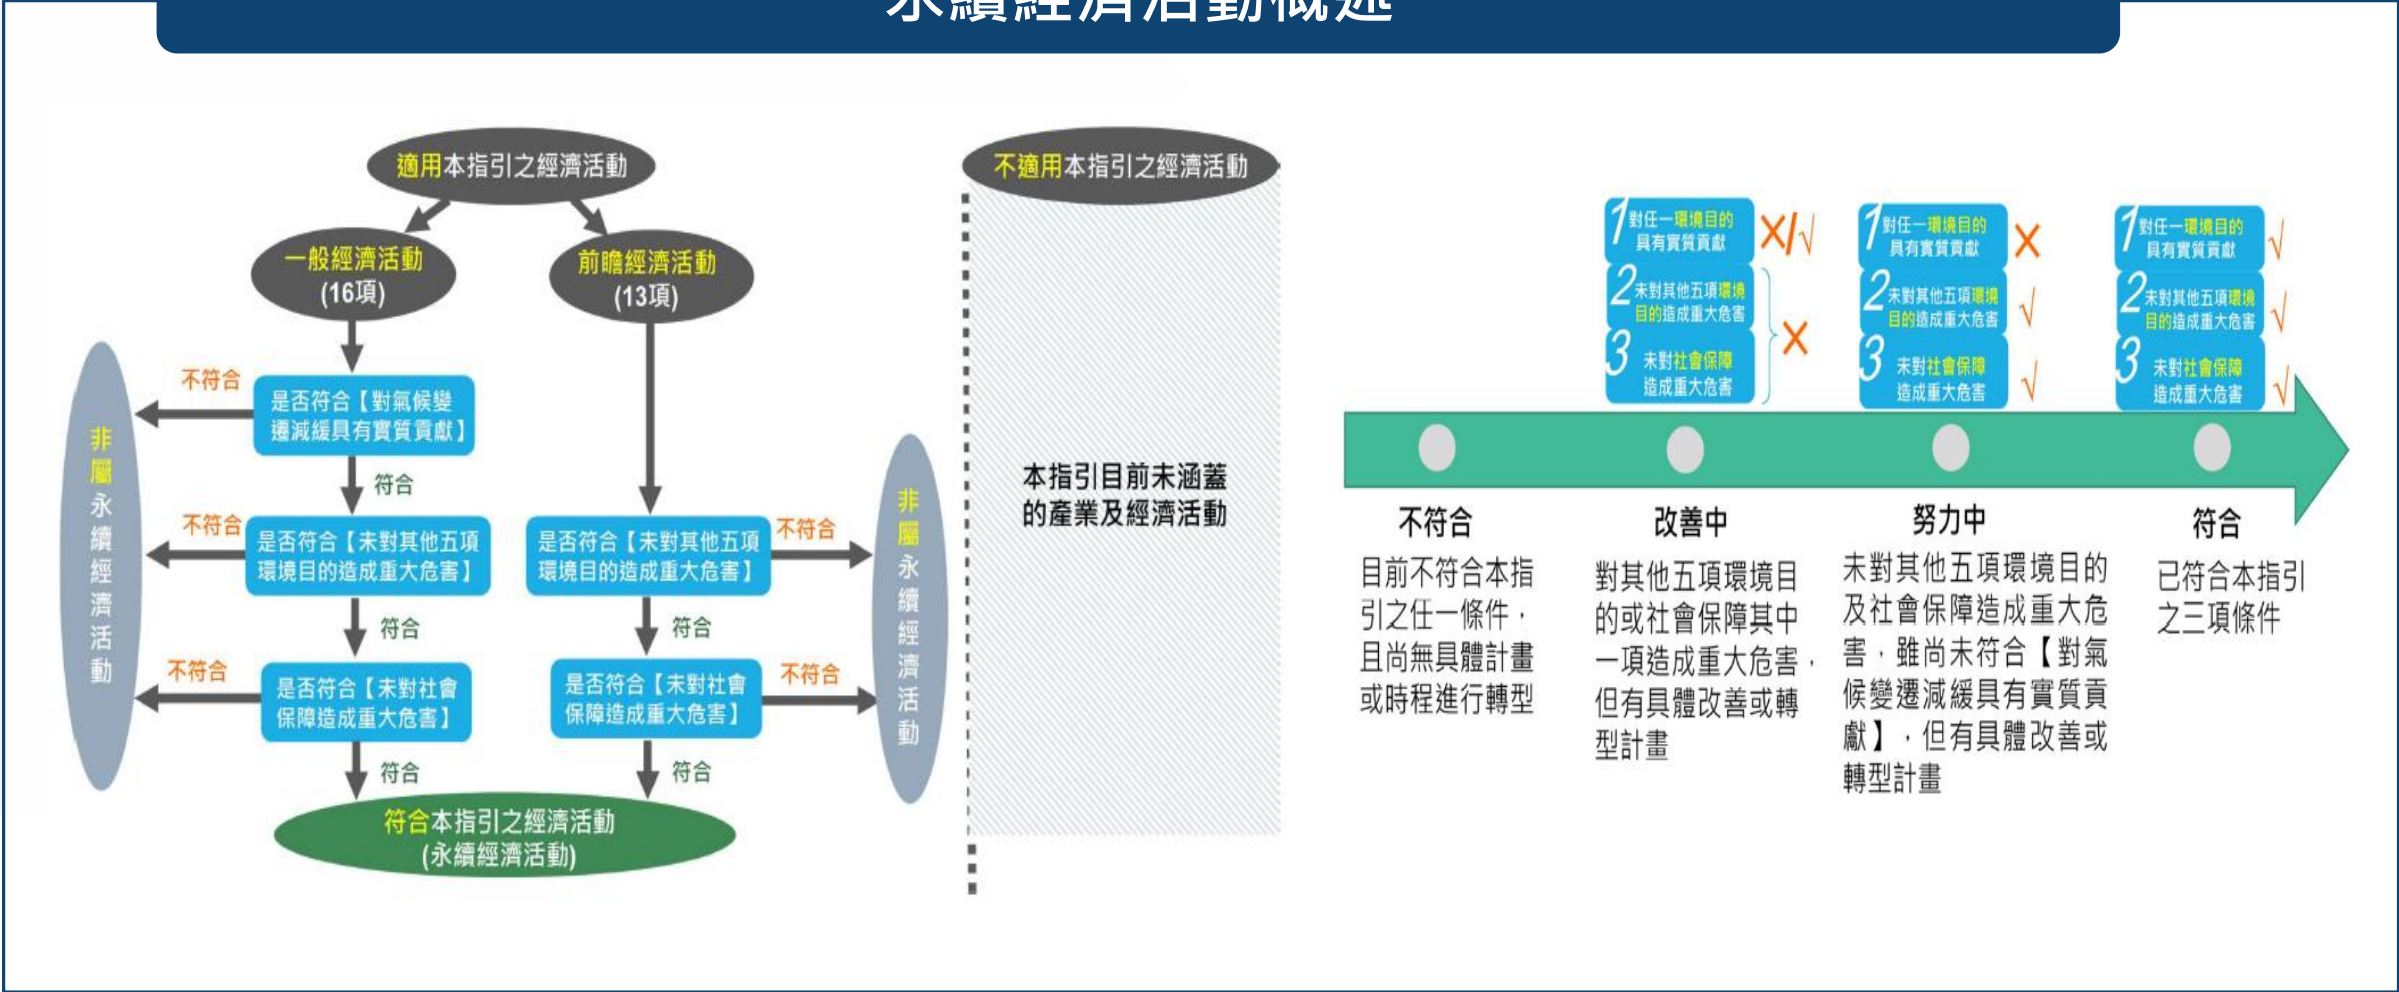 永續經濟活動概述
適用本指引之經濟活動
一般經濟活動
(16項)
前瞻經濟活動
(13項)
不符合
是否符合【對氣候變
遷減緩具有實質貢獻】
符合
不符合
是否符合【未對其他五項
環境目的造成重大危害】
符合
不符合
是否符合【未對社會
保障造成重大危害】
符合
非屬永續經濟活動
是否符合【未對其他五項
環境目的造成重大危害】
不符合
符合
是否符合【未對社會
保障造成重大危害】
不符合
符合
非屬永續經濟活動
符合本指引之經濟活動
(永續經濟活動)
不適用本指引之經濟活動
本指引目前未涵蓋
的產業及經濟活動
1 對任一環境目的
具有實質貢獻
X/√
2 未對其他五項環境
目的造成重大危害
3 未對社會保障
造成重大危害
X
1 對任一環境目的
具有實質貢獻
X
2 未對其他五項環境
目的造成重大危害
√
3 未對社會保障
造成重大危害
√
1 對任一環境目的
具有實質貢獻
√
2 未對其他五項環境
目的造成重大危害
√
3 未對社會保障
造成重大危害
√
不符合
目前不符合本指
引之任一條件，
且尚無具體計畫
或時程進行轉型
改善中
對其他五項環境目
的或社會保障其中
一項造成重大危害，
但有具體改善或轉
型計畫
努力中
未對其他五項環境目的
及社會保障造成重大危
害，雖尚未符合【對氣
候變遷減緩具有實質貢
獻】，但有具體改善或
轉型計畫
符合
已符合本指引
之三項條件